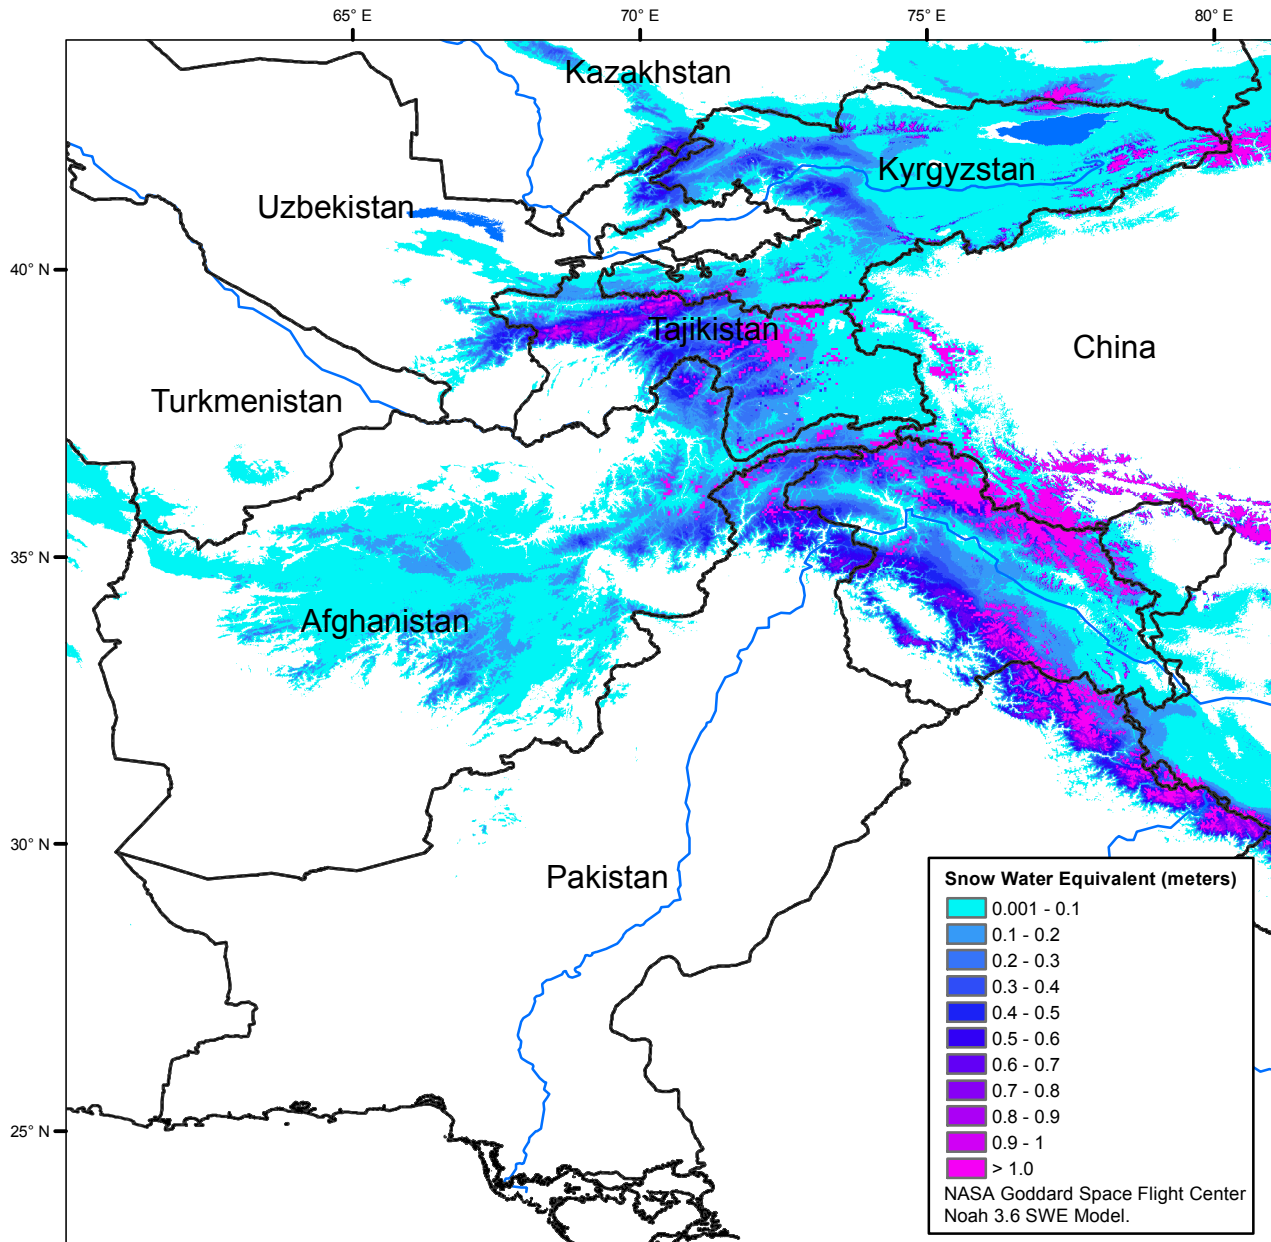 65° E
70° E
75° E
80° E
Kazakhstan
Kyrgyzstan
Uzbekistan
40° N
Tajikistan
China
Turkmenistan
35° N
Afghanistan
30° N
Pakistan
25° N
Snow Water Equivalent (meters)
0.001 - 0.1
0.1 - 0.2
0.2 - 0.3
0.3 - 0.4
0.4 - 0.5
0.5 - 0.6
0.6 - 0.7
0.7 - 0.8
0.8 - 0.9
0.9 - 1
> 1.0
NASA Goddard Space Flight Center
Noah 3.6 SWE Model.